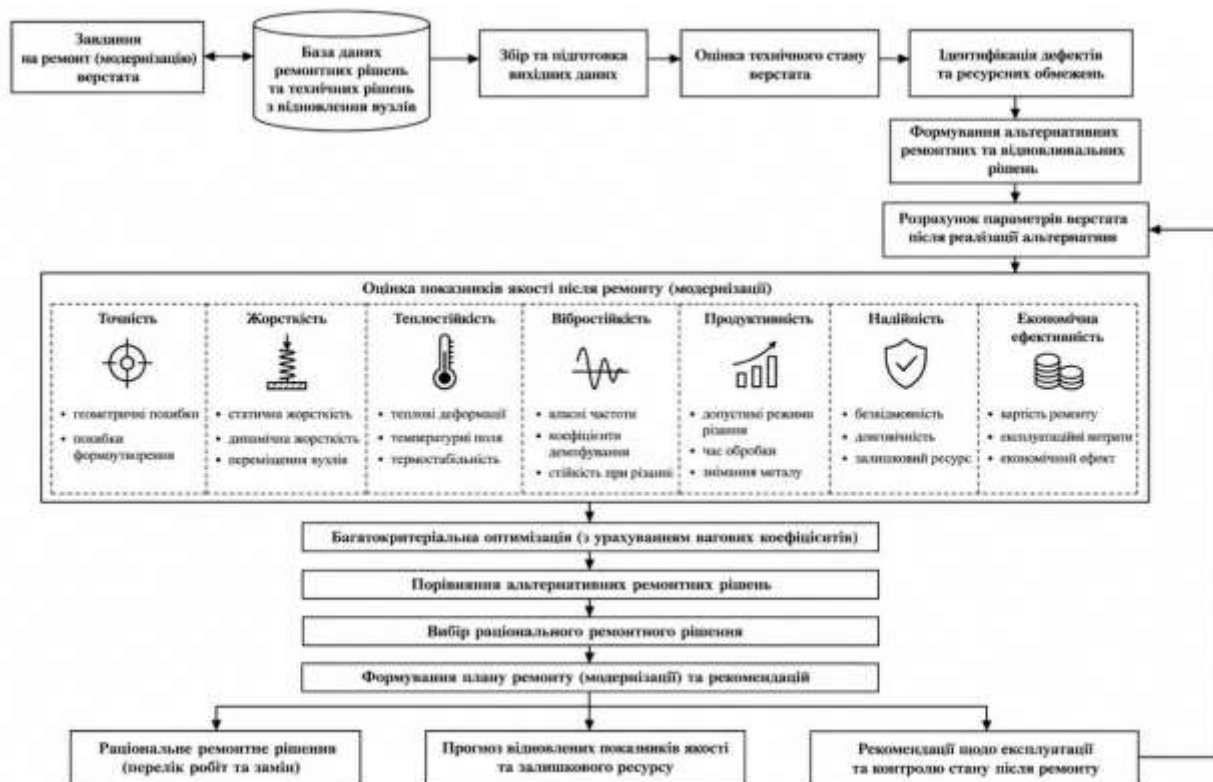 Завдання
на ремонт (модернізацію)
верстата
База даних
ремонтних рішень
та технічних рішень
з відновлення вузлів
Збір та підготовка
вихідних даних
Оцінка технічного стану
верстата
Ідентифікація дефектів
та ресурсних обмежень
Формування альтернативних
ремонтних та відновлювальних
рішень
Розрахунок параметрів верстата
після реалізації альтернатив
Оцінка показників якості після ремонту (модернізації)
Точність
• геометричні похибки
• похибки
формоутворення
Жорсткість
• статична жорсткість
• динамічна жорсткість
• переміщення вузлів
Теплостійкість
• теплові деформації
• температурні поля
• термостабільність
Вібростійкість
• власні частоти
• коефіцієнти
демпфування
• стійкість при різанні
Продуктивність
• допустимі режими
різання
• час обробки
• знімання металу
Надійність
• безвідмовність
• довговічність
• залишковий ресурс
Економічна
ефективність
• вартість ремонту
• експлуатаційні витрати
• економічний ефект
Багатокритеріальна оптимізація (з урахуванням вагових коефіцієнтів)
Порівняння альтернативних ремонтних рішень
Вибір раціонального ремонтного рішення
Формування плану ремонту (модернізації) та рекомендацій
Раціональне ремонтне рішення
(перелік робіт та замін)
Прогноз відновлених показників якості
та залишкового ресурсу
Рекомендації щодо експлуатації
та контролю стану після ремонту